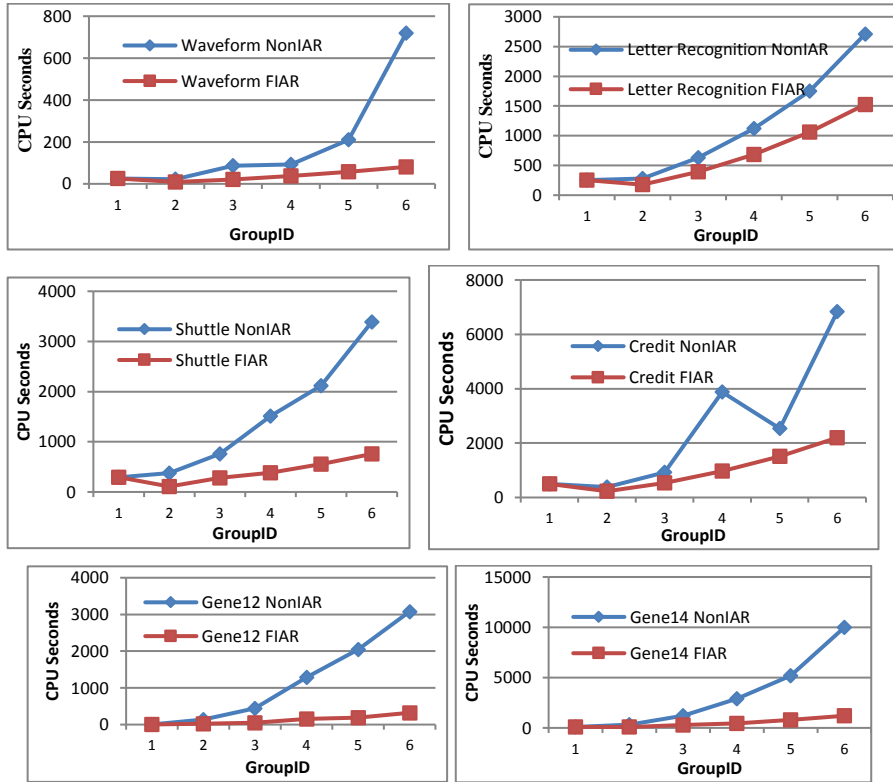 800
600
400
200
0
CPU Seconds
Waveform NonIAR
Waveform FIAR
1 2 3 4 5 6
GroupID
3000
2500
2000
1500
1000
500
0
CPU Seconds
Letter Recognition NonIAR
Letter Recognition FIAR
1 2 3 4 5 6
GroupID
4000
3000
2000
1000
0
CPU Seconds
Shuttle NonIAR
Shuttle FIAR
1 2 3 4 5 6
GroupID
8000
6000
4000
2000
0
CPU Seconds
Credit NonIAR
Credit FIAR
1 2 3 4 5 6
GroupID
4000
3000
2000
1000
0
CPU Seconds
Gene12 NonIAR
Gene12 FIAR
1 2 3 4 5 6
GroupID
15000
10000
5000
0
CPU Seconds
Gene14 NonIAR
Gene14 FIAR
1 2 3 4 5 6
GroupID